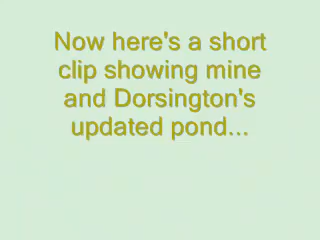 Now here's a short
clip showing mine
and Dorsington's
updated pond...